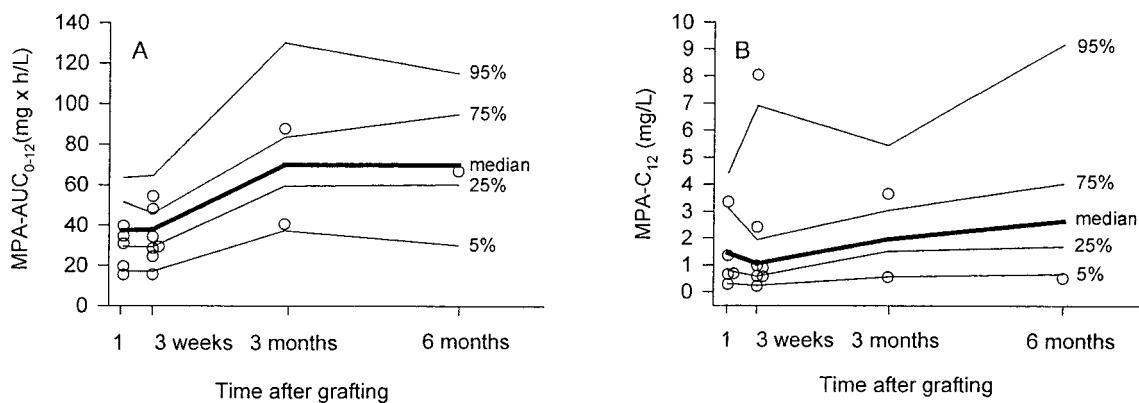 A
MPA-AUC0-12(mg x h/L)
140
120
100
80
60
40
20
0
95%
75%
median
25%
5%
1 3 weeks 3 months 6 months
Time after grafting
B
MPA-C12 (mg/L)
10
9
8
7
6
5
4
3
2
1
0
95%
75%
median
25%
5%
1 3 weeks 3 months 6 months
Time after grafting